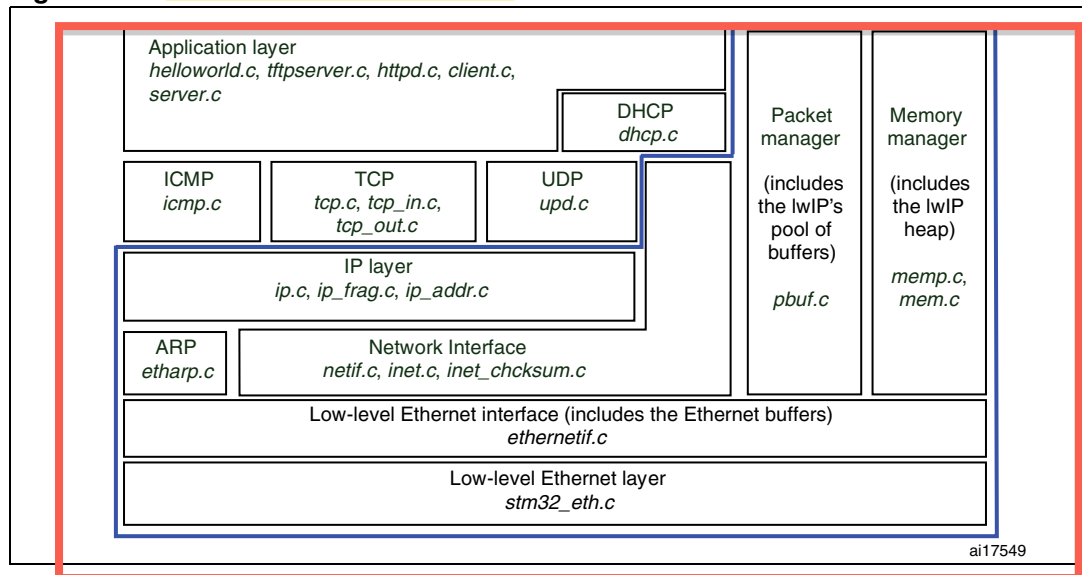 Application layer
helloworld.c, tftpserver.c, httpd.c, client.c,
server.c
DHCP
dhcp.c
Packet
manager
(includes
the lwIP's
pool of
buffers)
pbuf.c
Memory
manager
(includes
the lwIP
heap)
memp.c,
mem.c
ICMP
icmp.c
TCP
tcp.c, tcp_in.c,
tcp_out.c
UDP
upd.c
IP layer
ip.c, ip_frag.c, ip_addr.c
ARP
etharp.c
Network Interface
netif.c, inet.c, inet_chcksum.c
Low-level Ethernet interface (includes the Ethernet buffers)
ethernetif.c
Low-level Ethernet layer
stm32_eth.c
ai17549